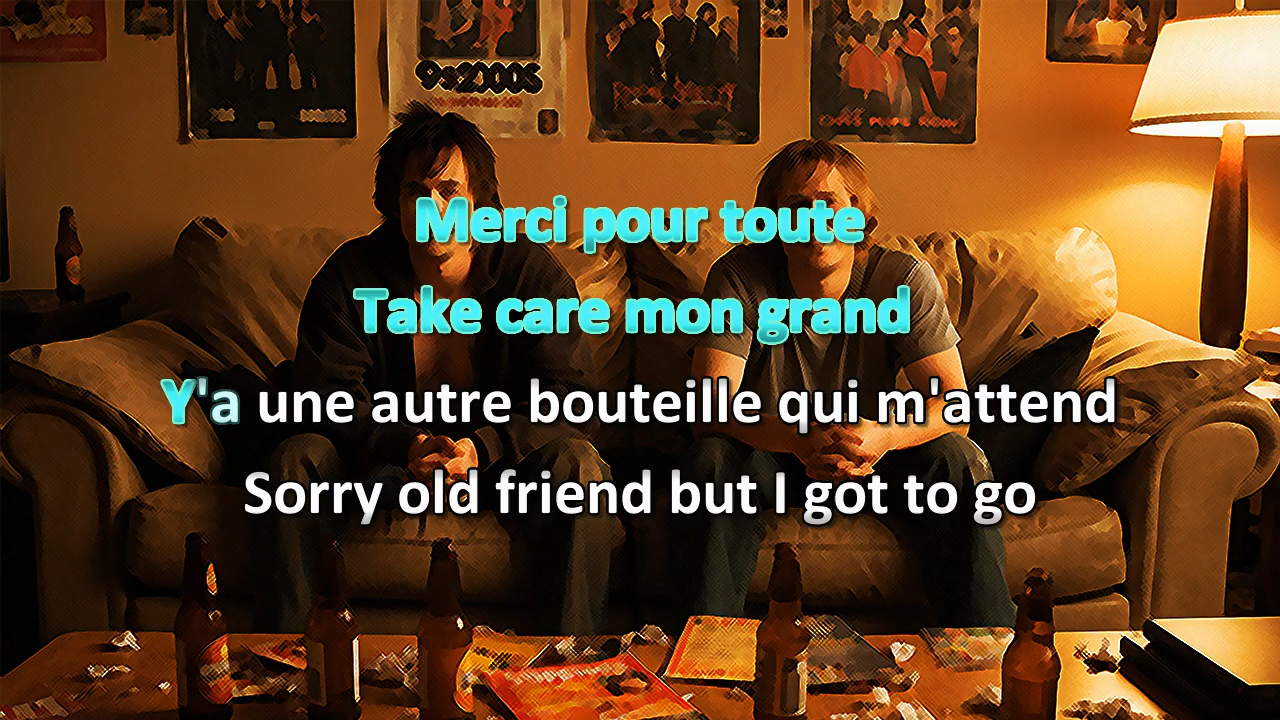 Merci pour toute
Take care mon grand
Y'a une autre bouteille qui m'attend
Sorry old friend but I got to go